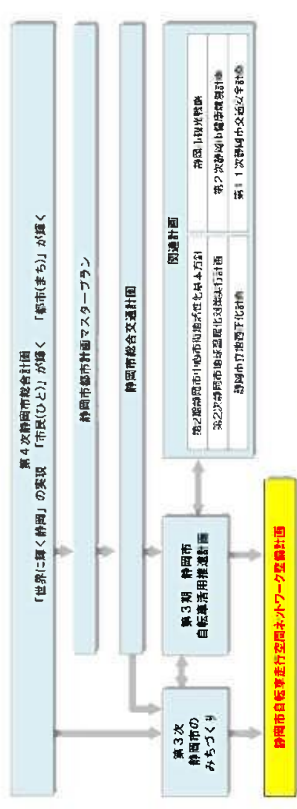 第４次静岡市総合計画
「世界に輝く静岡」の実現　「市民(ひと)」が輝く　「都市(まち)」が輝く
静岡市都市計画マスタープラン
静岡市総合交通計画
第３次
静岡市の
みちづくり
第３期　静岡市
自転車活用推進計画
関連計画
第2期静岡市中心市街地活性化基本方針
静岡市観光戦略
第2次静岡市地球温暖化対策実行計画
第２次静岡市健康爛漫計画
静岡市立地適正化計画
第１１次静岡市交通安全計画
静岡市自転車走行空間ネットワーク整備計画